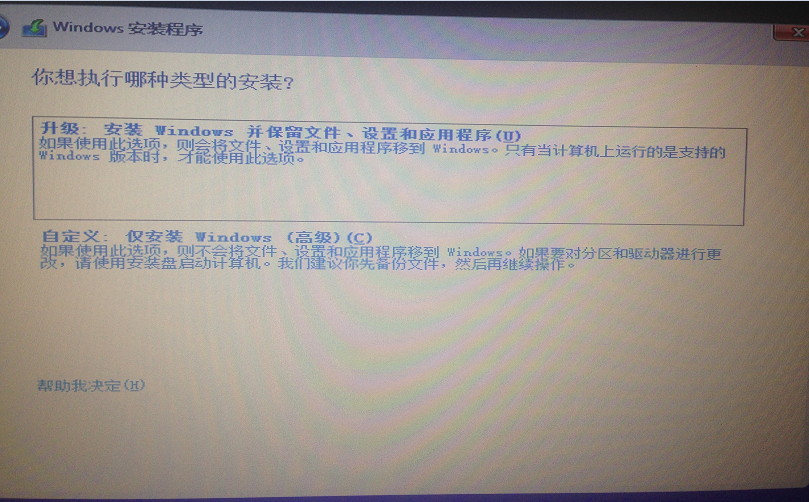 Windows 安装程序
你想执行哪种类型的安装?
升级: 安装 Windows 并保留文件、设置和应用程序(U)
如果使用此选项，则会将文件、设置和应用程序移到 Windows。只有当计算机上运行的是支持的
Windows 版本时，才能使用此选项。
自定义: 仅安装 Windows (高级)(C)
如果使用此选项，则不会将文件、设置和应用程序移到 Windows。如果要对分区和驱动器进行更
改，请使用安装盘启动计算机。我们建议你先备份文件，然后再继续操作。
帮助我决定(H)